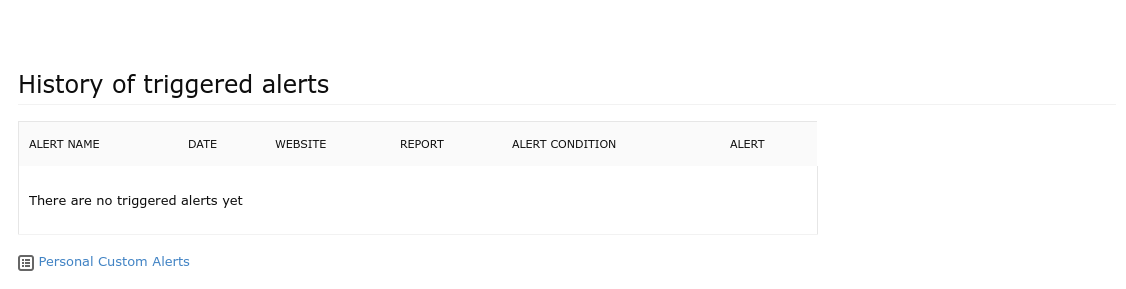 History of triggered alerts
ALERT NAME DATE WEBSITE REPORT ALERT CONDITION ALERT
There are no triggered alerts yet
Personal Custom Alerts